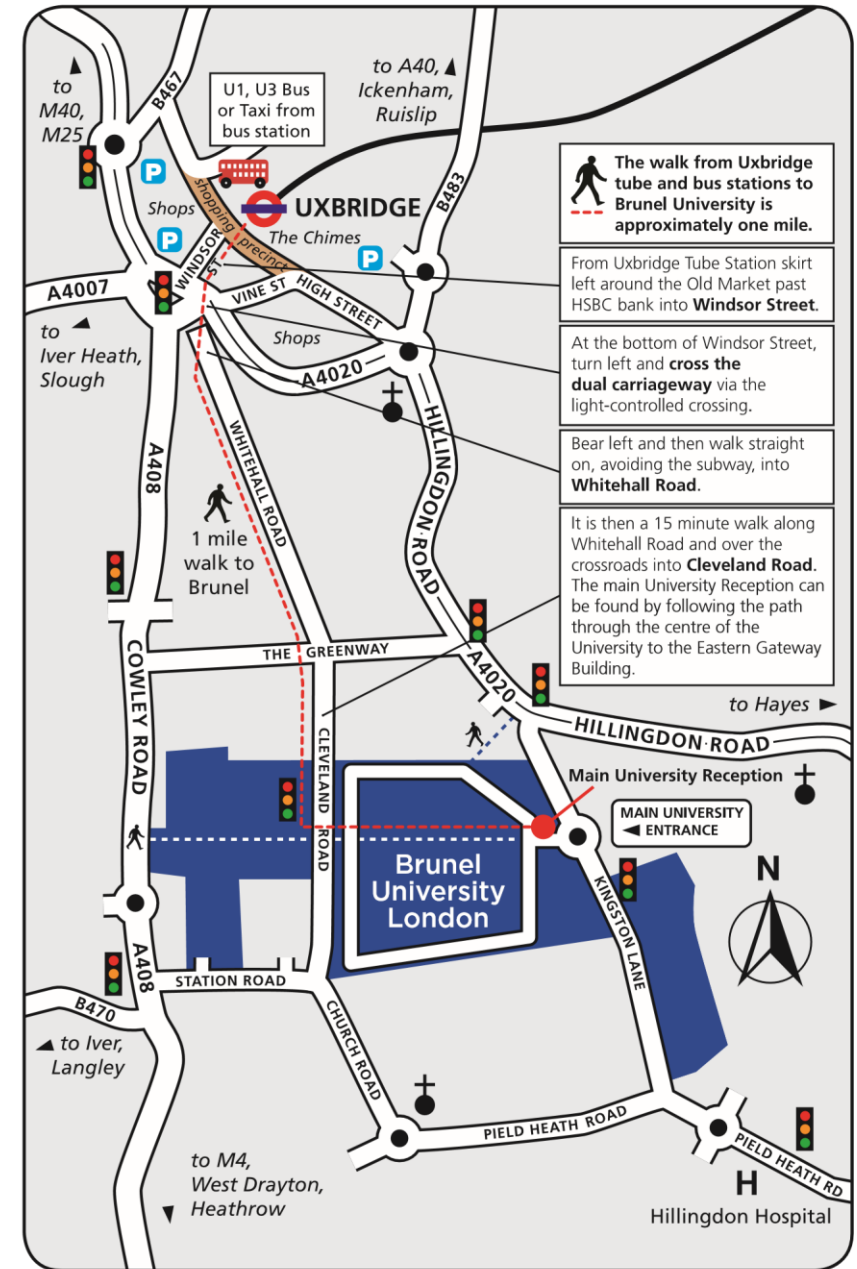 to
M40,
M25
B467
U1, U3 Bus
or Taxi from
bus station
to A40,
Ickenham,
Ruislip
B483
P
Shops
shopping precinct
UXBRIDGE
The Chimes
P
P
WINDSOR
ST
VINE ST
HIGH STREET
A4007
to
Iver Heath,
Slough
Shops
A4020
The walk from Uxbridge
tube and bus stations to
Brunel University is
approximately one mile.
From Uxbridge Tube Station skirt
left around the Old Market past
HSBC bank into Windsor Street.
At the bottom of Windsor Street,
turn left and cross the
dual carriageway via the
light-controlled crossing.
Bear left and then walk straight
on, avoiding the subway, into
Whitehall Road.
It is then a 15 minute walk along
Whitehall Road and over the
crossroads into Cleveland Road.
The main University Reception can
be found by following the path
through the centre of the
University to the Eastern Gateway
Building.
A408
WHITEHALL ROAD
HILLINGDON ROAD
1 mile
walk to
Brunel
THE GREENWAY
A4020
COWLEY ROAD
CLEVELAND ROAD
to Hayes
HILLINGDON ROAD
Main University Reception
MAIN UNIVERSITY
ENTRANCE
Brunel
University
London
KINGSTON LANE
N
A408
STATION ROAD
B470
to Iver,
Langley
CHURCH ROAD
PIELD HEATH ROAD
PIELD HEATH RD
to M4,
West Drayton,
Heathrow
H
Hillingdon Hospital